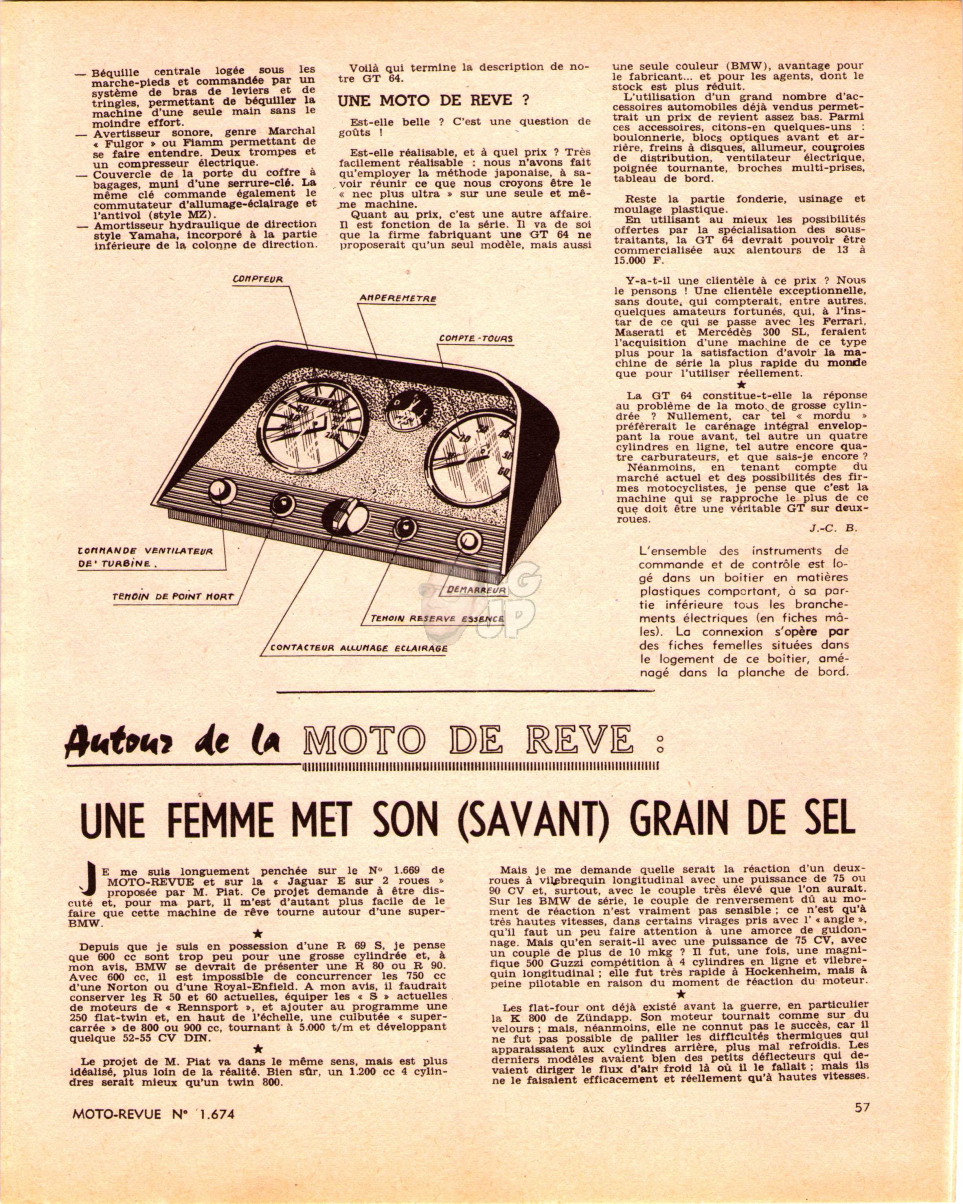 — Béquille centrale logée sous les
marche-pieds et commandée par un
système de bras de leviers et de
tringles, permettant de béquiller la
machine d'une seule main sans le
moindre effort.
— Avertisseur sonore, genre Marchal
« Fulgor » ou Fiamm permettant de
se faire entendre. Deux trompes et
un compresseur électrique.
— Couvercle de la porte du coffre à
bagages, muni d'une serrure-clé. La
même clé commande également le
commutateur d'allumage-éclairage et
l'antivol (style MZ).
— Amortisseur hydraulique de direction
style Yamaha, incorporé à la partie
inférieure de la colonne de direction.
Voilà qui termine la description de no-
tre GT 64.
UNE MOTO DE REVE ?
Est-elle belle ? C'est une question de
goûts !
Est-elle réalisable, et à quel prix ? Très
facilement réalisable : nous n'avons fait
qu'employer la méthode japonaise, à sa-
voir réunir ce que nous croyons être le
« nec plus ultra » sur une seule et mê-
me machine.
Quant au prix, c'est une autre affaire.
Il est fonction de la série. Il va de soi
que la firme fabriquant une GT 64 ne
proposerait qu'un seul modèle, mais aussi
une seule couleur (BMW), avantage pour
le fabricant... et pour les agents, dont le
stock est plus réduit.
L'utilisation d'un grand nombre d'ac-
cessoires automobiles déjà vendus permet-
trait un prix de revient assez bas. Parmi
ces accessoires, citons-en quelques-uns :
boulonnerie, blocs optiques avant et ar-
rière, freins à disques, allumeur, courroies
de distribution, ventilateur électrique,
poignée tournante, broches multi-prises,
tableau de bord.
Reste la partie fonderie, usinage et
moulage plastique.
En utilisant au mieux les possibilités
offertes par la spécialisation des sous-
traitants, la GT 64 devrait pouvoir être
commercialisée aux alentours de 13 à
15.000 F.
Y-a-t-il une clientèle à ce prix ? Nous
le pensons ! Une clientèle exceptionnelle,
sans doute, qui compterait, entre autres,
quelques amateurs fortunés, qui, à l'ins-
tar de ce qui se passe avec les Ferrari,
Maserati et Mercédès 300 SL, feraient
l'acquisition d'une machine de ce type
plus pour la satisfaction d'avoir la ma-
chine de série la plus rapide du monde
que pour l'utiliser réellement.
★
La GT 64 constitue-t-elle la réponse
au problème de la moto de grosse cylin-
drée ? Nullement, car tel « mordu »
préférerait le carénage intégral envelop-
pant la roue avant, tel autre un quatre
cylindres en ligne, tel autre encore qua-
tre carburateurs, et que sais-je encore ?
Néanmoins, en tenant compte du
marché actuel et des possibilités des fir-
mes motocyclistes, je pense que c'est la
machine qui se rapproche le plus de ce
que doit être une véritable GT sur deux-
roues.
J.-C. B.
COMPTEUR
AMPEREMETRE
COMPTE-TOURS
COMMANDE VENTILATEUR
DE TURBINE.
TEMOIN DE POINT MORT
DEMARREUR
TEMOIN RESERVE ESSENCE
CONTACTEUR ALLUMAGE ECLAIRAGE
L'ensemble des instruments de
commande et de contrôle est lo-
gé dans un boîtier en matières
plastiques comportant, à sa par-
tie inférieure tous les branche-
ments électriques (en fiches mâ-
les). La connexion s'opère par
des fiches femelles situées dans
le logement de ce boîtier, amé-
nagé dans la planche de bord.
Autour de la MOTO DE REVE :
UNE FEMME MET SON (SAVANT) GRAIN DE SEL
JE me suis longuement penchée sur le N° 1.669 de
MOTO-REVUE et sur la « Jaguar E sur 2 roues »
proposée par M. Piat. Ce projet demande à être dis-
cuté et, pour ma part, il m'est d'autant plus facile de le
faire que cette machine de rêve tourne autour d'une super-
BMW.
★
Depuis que je suis en possession d'une R 69 S, je pense
que 600 cc sont trop peu pour une grosse cylindrée et, à
mon avis, BMW se devrait de présenter une R 80 ou R 90.
Avec 600 cc, il est impossible de concurrencer les 750 cc
d'une Norton ou d'une Royal-Enfield. A mon avis, il faudrait
conserver les R 50 et 60 actuelles, équiper les « S » actuelles
de moteurs de « Rennsport », et ajouter au programme une
250 flat-twin et, en haut de l'échelle, une culbutée « super-
carrée » de 800 ou 900 cc, tournant à 5.000 t/m et développant
quelque 52-55 CV DIN.
★
Le projet de M. Piat va dans le même sens, mais est plus
idéalisé, plus loin de la réalité. Bien sûr, un 1.200 cc 4 cylin-
dres serait mieux qu'un twin 800.
Mais je me demande quelle serait la réaction d'un deux-
roues à vilebrequin longitudinal avec une puissance de 75 ou
90 CV et, surtout, avec le couple très élevé que l'on aurait.
Sur les BMW de série, le couple de renversement dû au mo-
ment de réaction n'est vraiment pas sensible ; ce n'est qu'à
très hautes vitesses, dans certains virages pris avec l' « angle »,
qu'il faut un peu faire attention à une amorce de guidon-
nage. Mais qu'en serait-il avec une puissance de 75 CV, avec
un couple de plus de 10 mkg ? Il fut, une fois, une magni-
fique 500 Guzzi compétition à 4 cylindres en ligne et vilebre-
quin longitudinal ; elle fut très rapide à Hockenheim, mais à
peine pilotable en raison du moment de réaction du moteur.
★
Les flat-four ont déjà existé avant la guerre, en particulier
la K 800 de Zündapp. Son moteur tournait comme sur du
velours ; mais, néanmoins, elle ne connut pas le succès, car il
ne fut pas possible de pallier les difficultés thermiques qui
apparaissaient aux cylindres arrière, plus mal refroidis. Les
derniers modèles avaient bien des petits déflecteurs qui de-
vaient diriger le flux d'air froid là où il le fallait ; mais ils
ne le faisaient efficacement et réellement qu'à hautes vitesses.
MOTO-REVUE N° 1.674
57